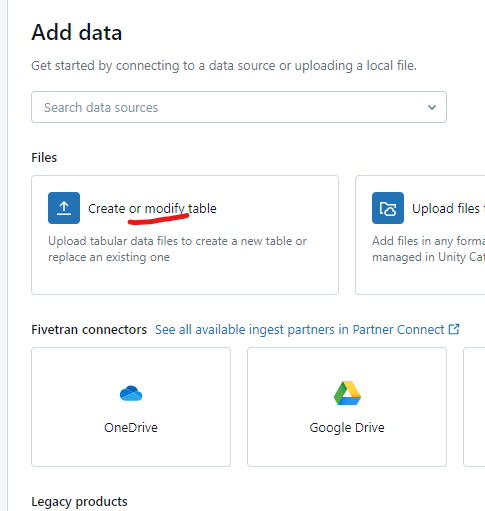 Add data
Get started by connecting to a data source or uploading a local file.
Search data sources
Files
Create or modify table
Upload tabular data files to create a new table or
replace an existing one
Upload files
Add files in any
managed in Unity
Fivetran connectors See all available ingest partners in Partner Connect
OneDrive
Google Drive
Legacy products